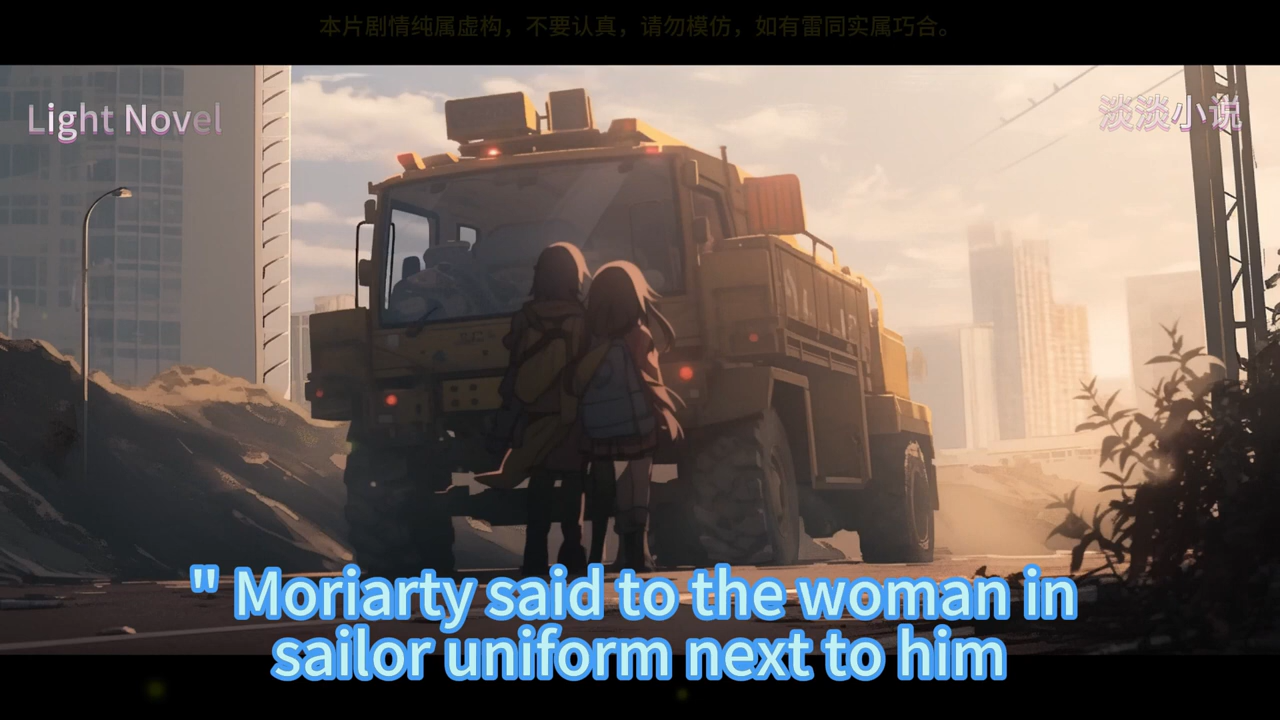 本片剧情纯属虚构，不要认真，请勿模仿，如有雷同实属巧合。
Light Novel
淡淡小说
" Moriarty said to the woman in
sailor uniform next to him